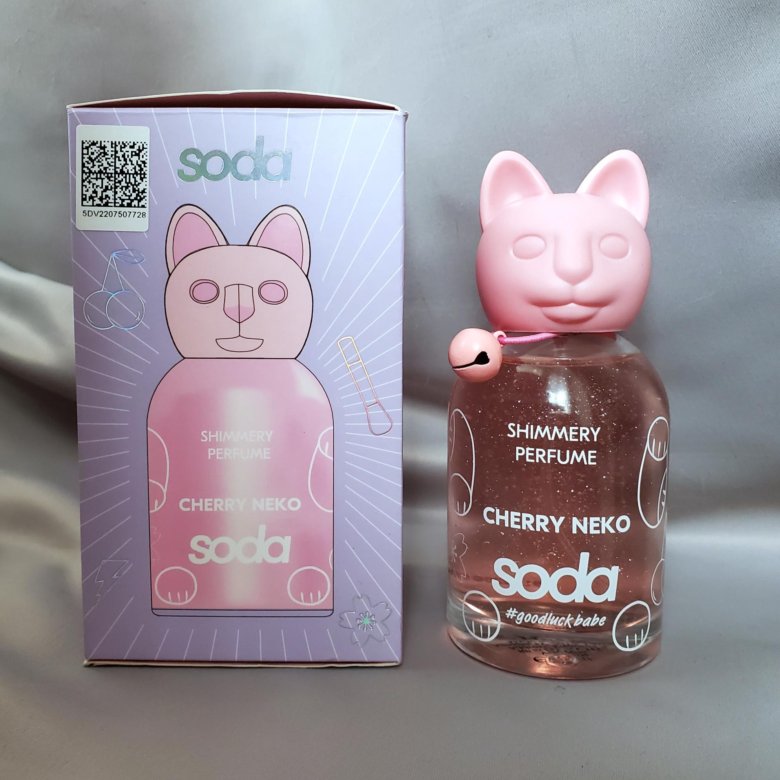 5DV2207507728
soda
SHIMMERY
PERFUME
CHERRY NEKO
soda
SHIMMERY
PERFUME
CHERRY NEKO
soda
#goodluckbabe